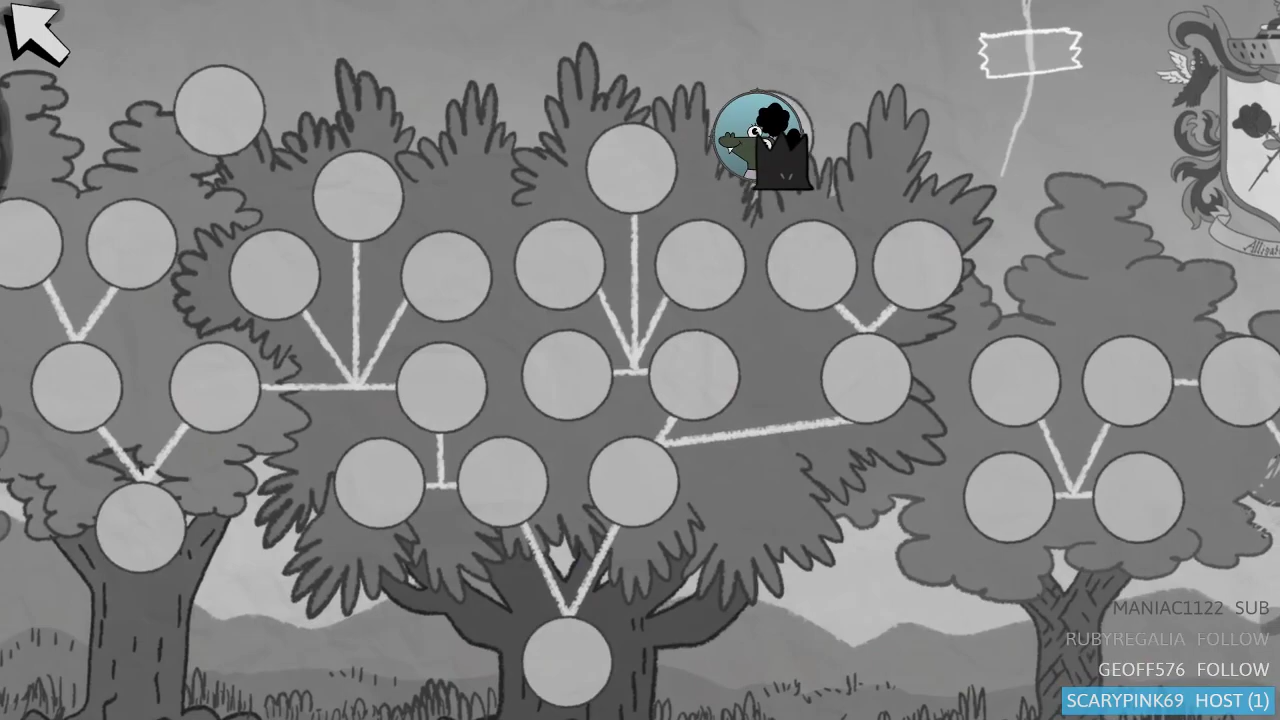 MANIAC1122 SUB
RUBYREGALIA FOLLOW
GEOFF576 FOLLOW
SCARYPINK69 HOST (1)